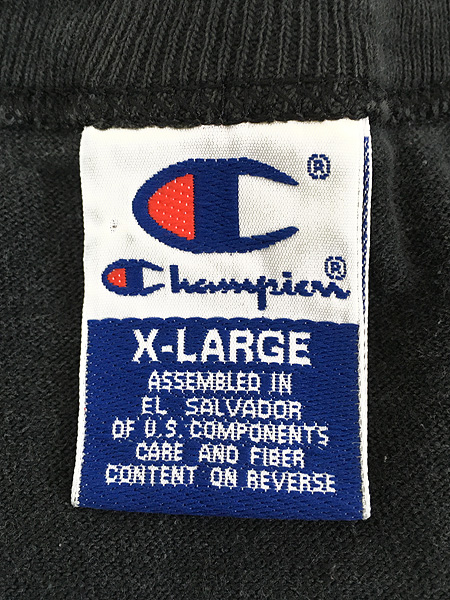 ®
Champion®
X-LARGE
ASSEMBLED IN
EL SALVADOR
OF U.S. COMPONENTS
CARE AND FIBER
CONTENT ON REVERSE